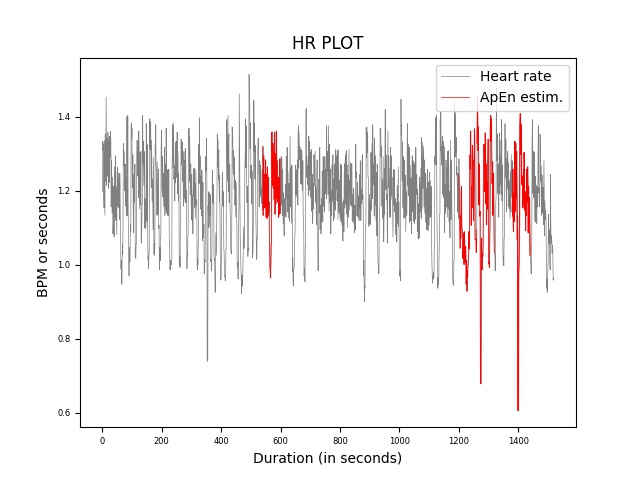 HR PLOT
Heart rate
ApEn estim.
BPM or seconds
1.4
1.2
1.0
0.8
0.6
0 200 400 600 800 1000 1200 1400
Duration (in seconds)